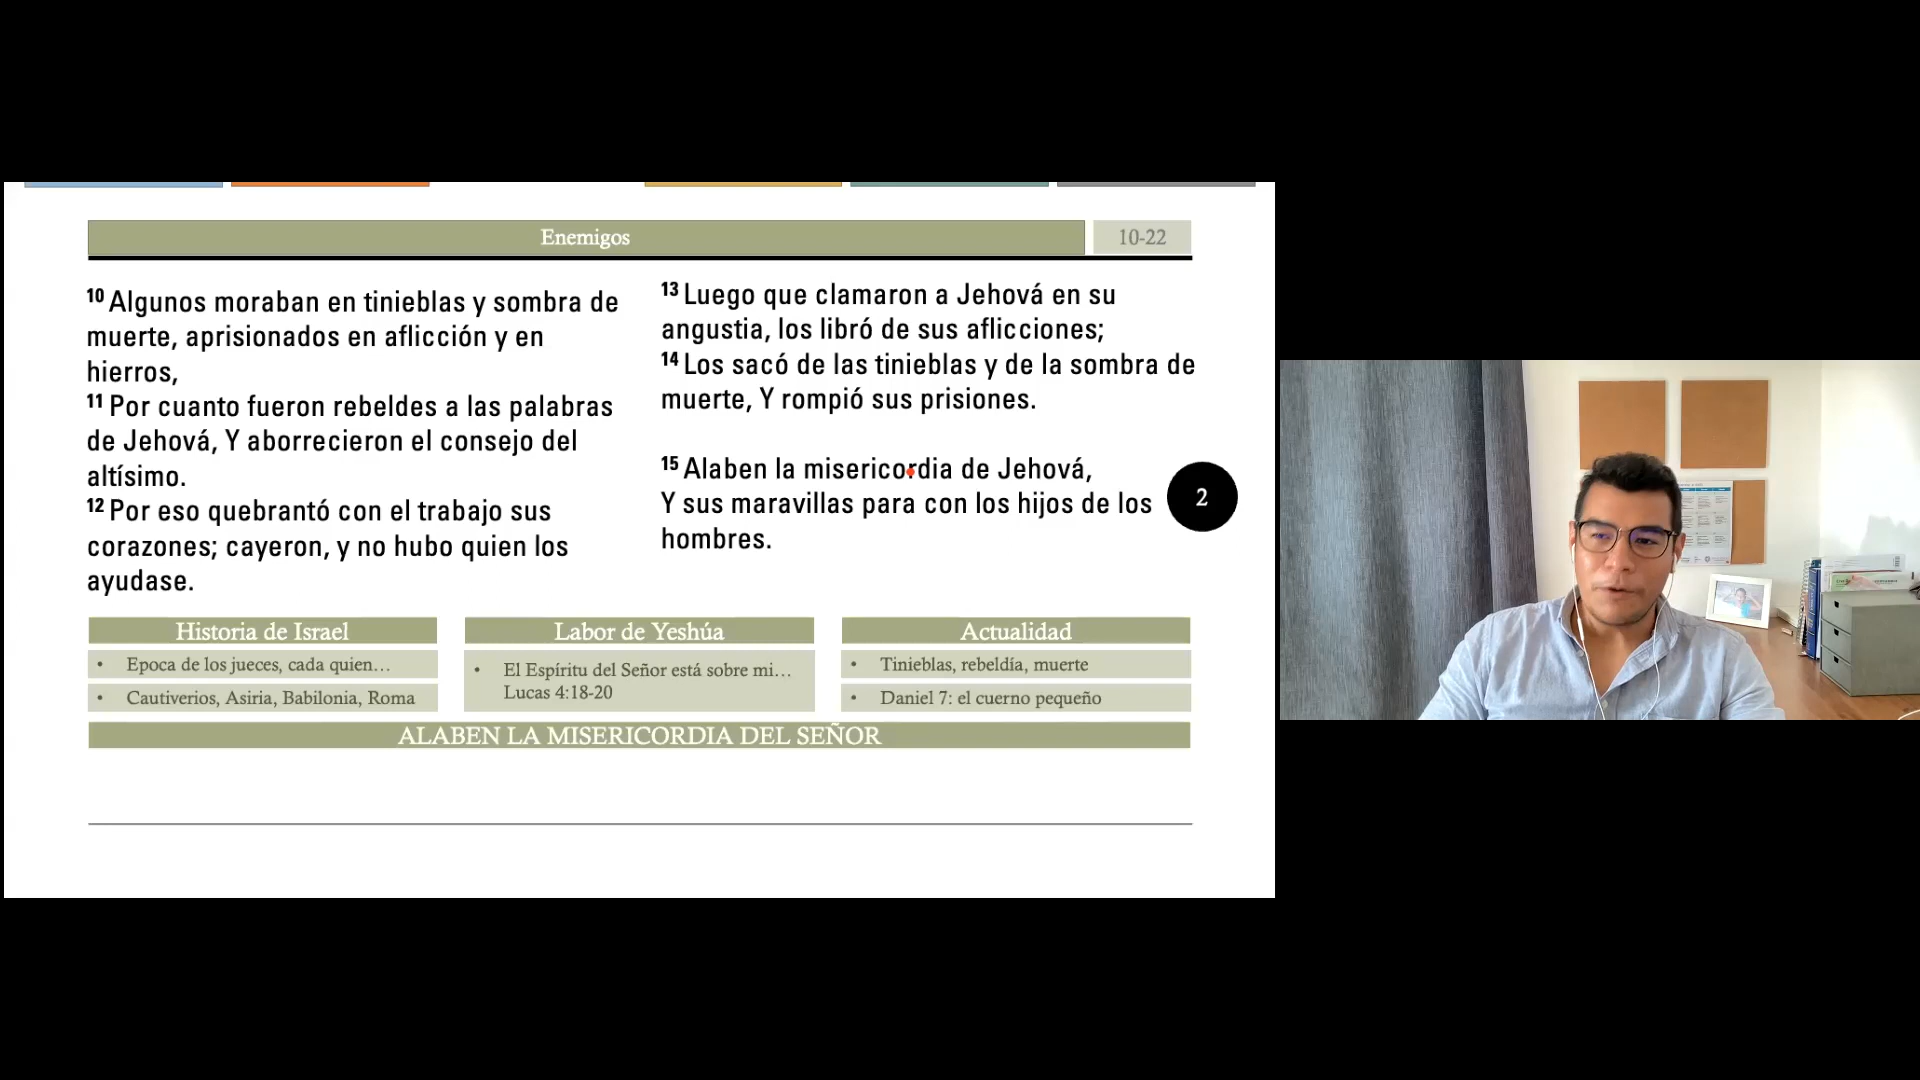 Enemigos
10-22
10 Algunos moraban en tinieblas y sombra de
muerte, aprisionados en aflicción y en
hierros,
11 Por cuanto fueron rebeldes a las palabras
de Jehová, Y aborrecieron el consejo del
altísimo.
12 Por eso quebrantó con el trabajo sus
corazones; cayeron, y no hubo quien los
ayudase.
13 Luego que clamaron a Jehová en su
angustia, los libró de sus aflicciones;
14 Los sacó de las tinieblas y de la sombra de
muerte, Y rompió sus prisiones.
15 Alaben la misericordia de Jehová,
Y sus maravillas para con los hijos de los
hombres.
2
Historia de Israel
• Epoca de los jueces, cada quien...
• Cautiverios, Asiria, Babilonia, Roma
Labor de Yeshúa
• El Espíritu del Señor está sobre mi...
Lucas 4:18-20
Actualidad
• Tinieblas, rebeldía, muerte
• Daniel 7: el cuerno pequeño
ALABEN LA MISERICORDIA DEL SEÑOR